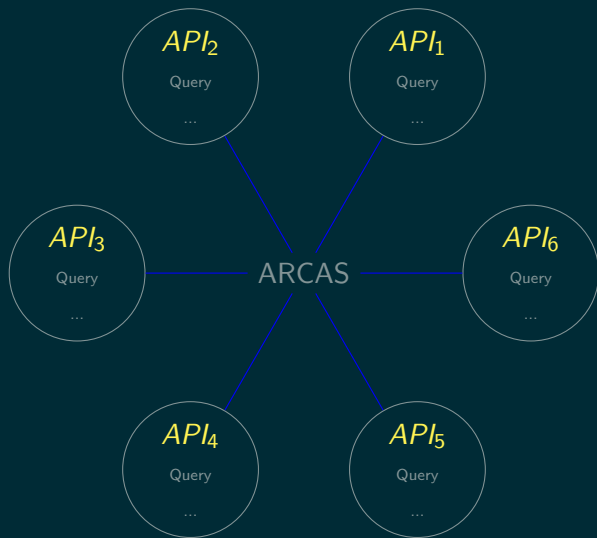 API₂
Query
...
API₁
Query
...
API₃
Query
...
ARCAS
API₆
Query
...
API₄
Query
...
API₅
Query
...